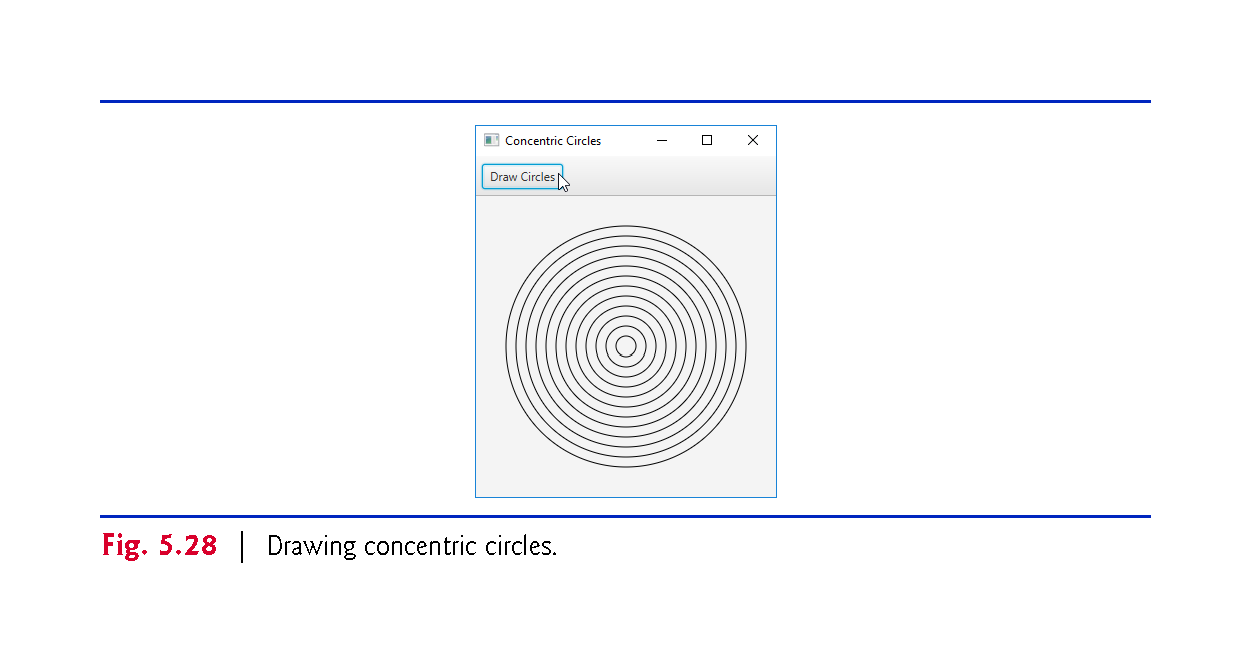 Concentric Circles
Draw Circles
Fig. 5.28 | Drawing concentric circles.